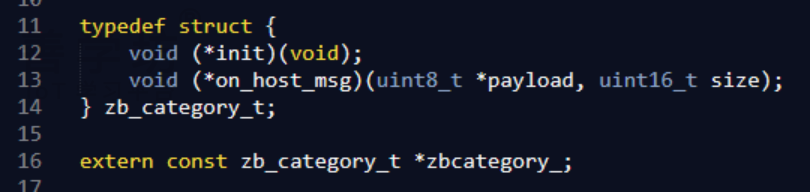 11 typedef struct {
12     void (*init)(void);
13     void (*on_host_msg)(uint8_t *payload, uint16_t size);
14 } zb_category_t;
15
16 extern const zb_category_t *zbcategory_;
17